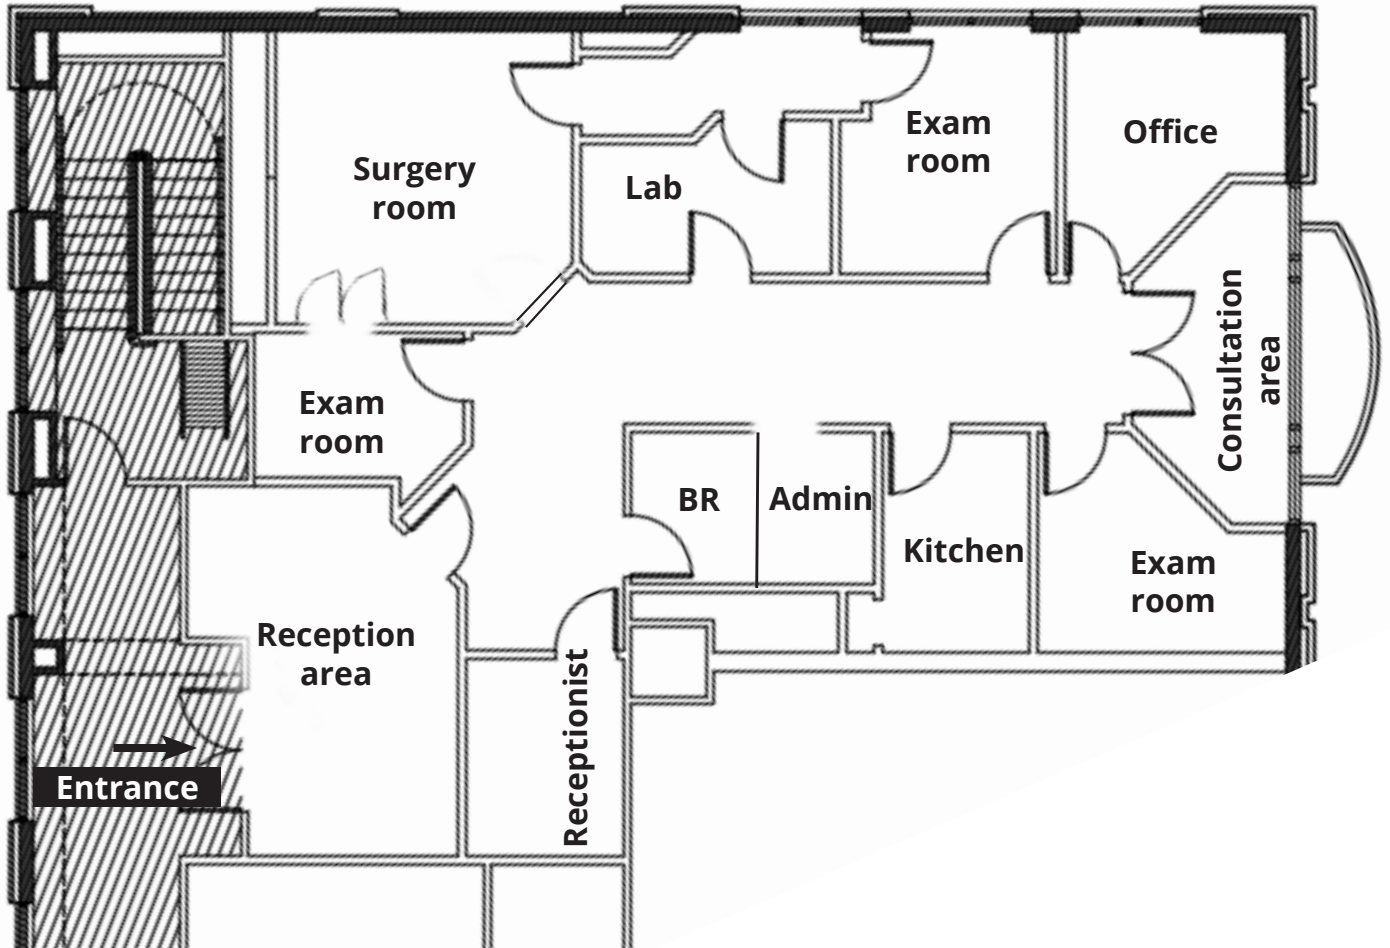 Surgery
room
Lab
Exam
room
Office
Exam
room
Consultation
area
BR
Admin
Kitchen
Exam
room
Reception
area
Receptionist
Entrance